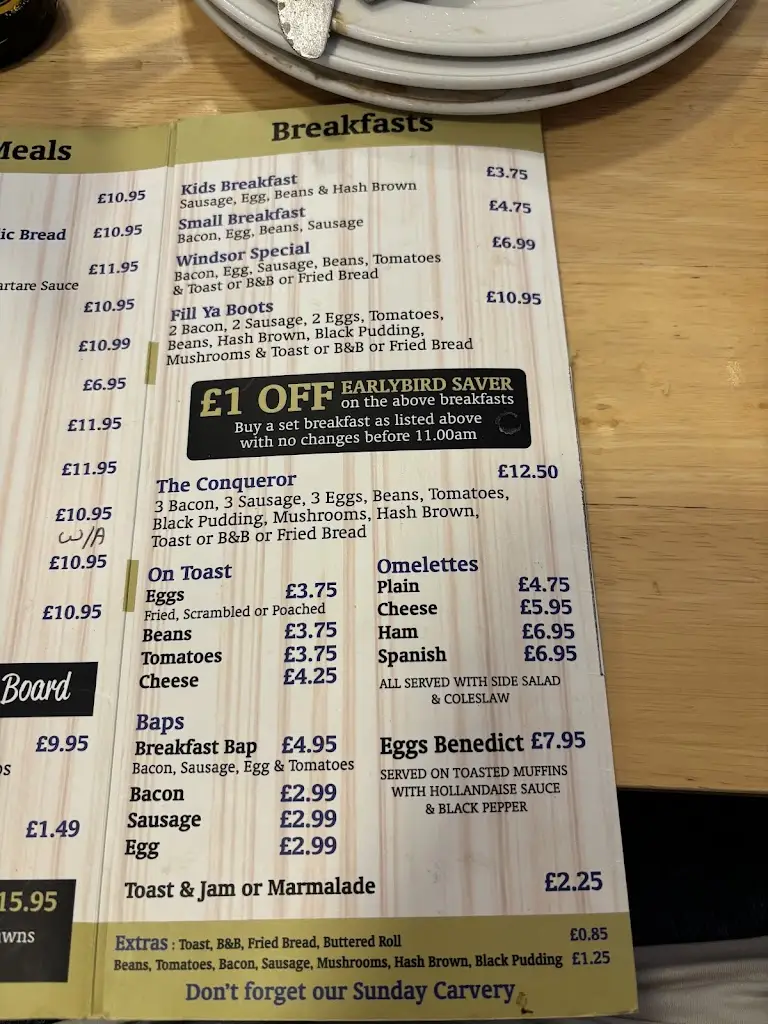 Meals
£10.95
ic Bread £10.95
£11.95
artare Sauce
£10.95
£10.99
£6.95
£11.95
£11.95
£10.95
W/A
£10.95
£10.95
Board
£9.95
£1.49
15.95
wns
Breakfasts
Kids Breakfast £3.75
Sausage, Egg, Beans & Hash Brown
Small Breakfast £4.75
Bacon, Egg, Beans, Sausage
Windsor Special £6.99
Bacon, Egg, Sausage, Beans, Tomatoes
& Toast or B&B or Fried Bread
Fill Ya Boots £10.95
2 Bacon, 2 Sausage, 2 Eggs, Tomatoes,
Beans, Hash Brown, Black Pudding,
Mushrooms & Toast or B&B or Fried Bread
£1 OFF EARLYBIRD SAVER
on the above breakfasts
Buy a set breakfast as listed above
with no changes before 11.00am
The Conqueror £12.50
3 Bacon, 3 Sausage, 3 Eggs, Beans, Tomatoes,
Black Pudding, Mushrooms, Hash Brown,
Toast or B&B or Fried Bread
On Toast
Eggs £3.75
Fried, Scrambled or Poached
Beans £3.75
Tomatoes £3.75
Cheese £4.25
Omelettes
Plain £4.75
Cheese £5.95
Ham £6.95
Spanish £6.95
ALL SERVED WITH SIDE SALAD
& COLESLAW
Baps
Breakfast Bap £4.95
Bacon, Sausage, Egg & Tomatoes
Bacon £2.99
Sausage £2.99
Egg £2.99
Eggs Benedict £7.95
SERVED ON TOASTED MUFFINS
WITH HOLLANDAISE SAUCE
& BLACK PEPPER
Toast & Jam or Marmalade £2.25
Extras : Toast, B&B, Fried Bread, Buttered Roll £0.85
Beans, Tomatoes, Bacon, Sausage, Mushrooms, Hash Brown, Black Pudding £1.25
Don't forget our Sunday Carvery